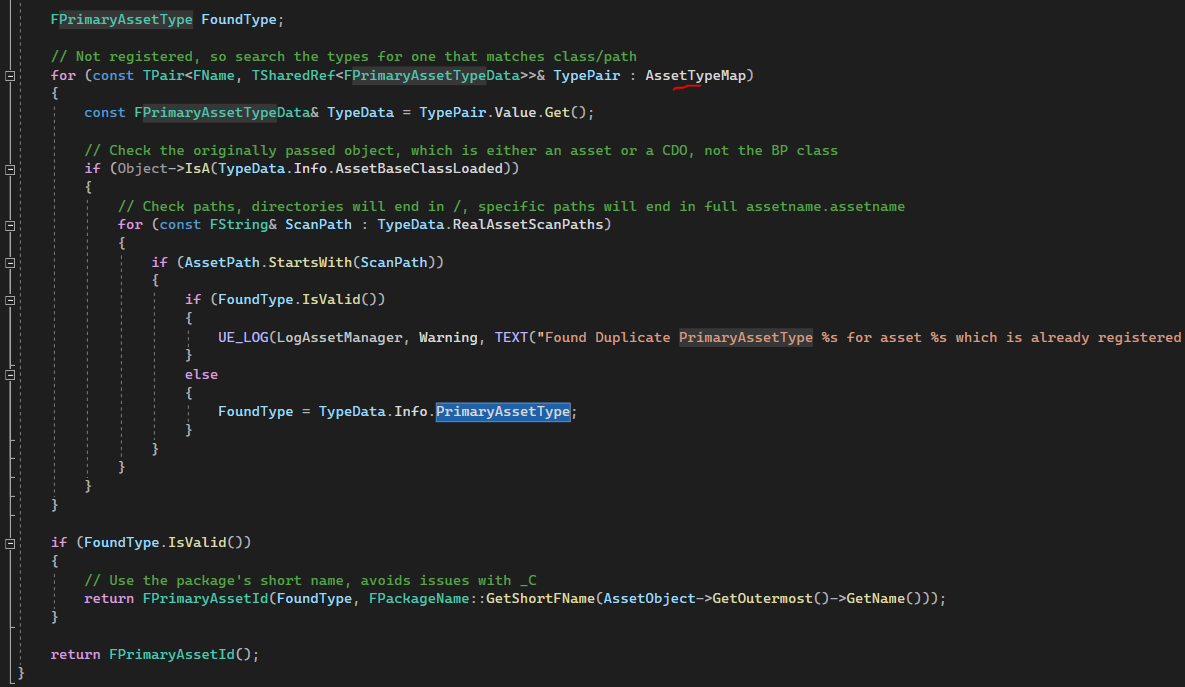 FPrimaryAssetType FoundType;
// Not registered, so search the types for one that matches class/path
for (const TPair<FName, TSharedRef<FPrimaryAssetTypeData>>& TypePair : AssetTypeMap)
{
const FPrimaryAssetTypeData& TypeData = TypePair.Value.Get();
// Check the originally passed object, which is either an asset or a CDO, not the BP class
if (Object->IsA(TypeData.Info.AssetBaseClassLoaded))
{
// Check paths, directories will end in /, specific paths will end in full assetname.assetname
for (const FString& ScanPath : TypeData.RealAssetScanPaths)
{
if (AssetPath.StartsWith(ScanPath))
{
if (FoundType.IsValid())
{
UE_LOG(LogAssetManager, Warning, TEXT("Found Duplicate PrimaryAssetType %s for asset %s which is already registered
}
else
{
FoundType = TypeData.Info.PrimaryAssetType;
}
}
}
}
}
if (FoundType.IsValid())
{
// Use the package's short name, avoids issues with _C
return FPrimaryAssetId(FoundType, FPackageName::GetShortFName(AssetObject->GetOutermost()->GetName()));
}
return FPrimaryAssetId();
}